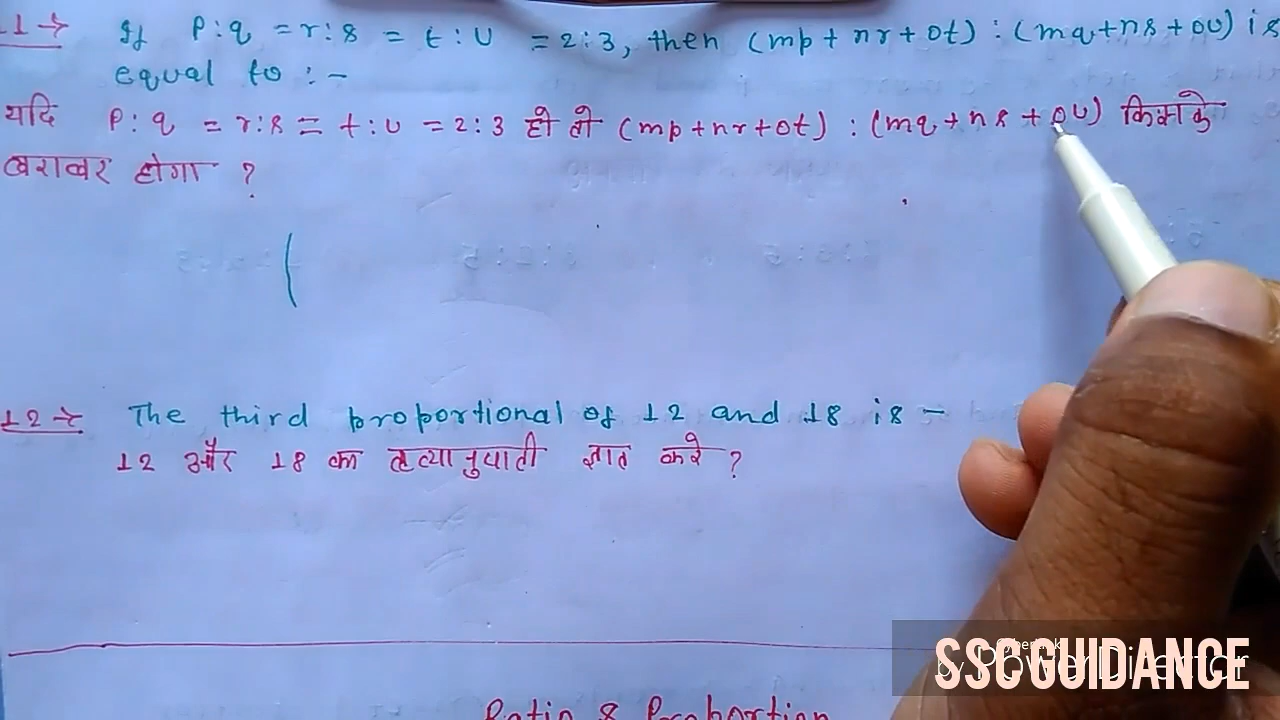 11→ If P:q = r:s = t:U = 2:3, then (mp+nr+ot) : (mq+ns+oU) is
equal to :-
यदि P:q = r:s = t:U = 2:3 हो तो (mp+nr+ot) : (mq+ns+oU) किसके
बराबर होगा ?
12→ The third proportional of 12 and 18 is -
12 और 18 का तृत्यानुपाती ज्ञात करे ?
SSCGUIDANCE
by PowerDirector
Ratio & Proportion